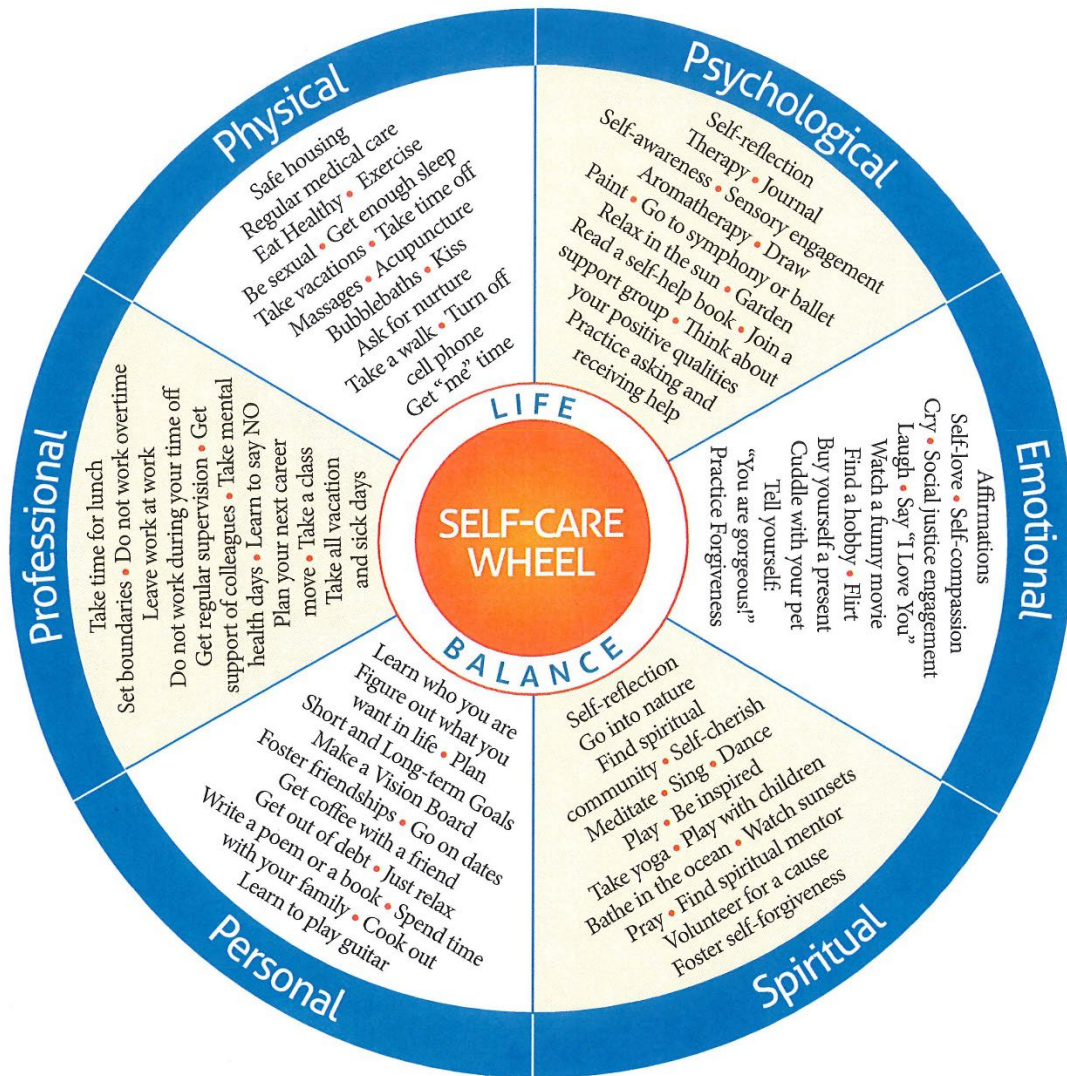 Physical
Safe housing
Regular medical care
Eat Healthy • Exercise
Be sexual • Get enough sleep
Take vacations • Take time off
Massages • Acupuncture
Bubblebaths • Kiss
Ask for nurture
Take a walk • Turn off
cell phone
Get “me” time
Psychological
Self-reflection
Therapy • Journal
Self-awareness • Sensory engagement
Aromatherapy • Draw
Paint • Go to symphony or ballet
Relax in the sun • Garden
Read a self-help book • Join a
support group • Think about
your positive qualities
Practice asking and
receiving help
Emotional
Affirmations
Self-love • Self-compassion
Cry • Social justice engagement
Laugh • Say “I Love You”
Watch a funny movie
Find a hobby • Flirt
Buy yourself a present
Cuddle with your pet
Tell yourself:
“You are gorgeous!”
Practice Forgiveness
Spiritual
Self-reflection
Go into nature
Find spiritual
community • Self-cherish
Meditate • Sing • Dance
Play • Be inspired
Take yoga • Play with children
Bathe in the ocean • Watch sunsets
Pray • Find spiritual mentor
Volunteer for a cause
Foster self-forgiveness
Personal
Learn who you are
Figure out what you
want in life • Plan
Short and Long-term Goals
Make a Vision Board
Foster friendships • Go on dates
Get coffee with a friend
Get out of debt • Just relax
Write a poem or a book • Spend time
with your family • Cook out
Learn to play guitar
Professional
Take time for lunch
Set boundaries • Do not work overtime
Leave work at work
Do not work during your time off
Get regular supervision • Get
support of colleagues • Take mental
health days • Learn to say NO
Plan your next career
move • Take a class
Take all vacation
and sick days
LIFE
SELF-CARE
WHEEL
BALANCE